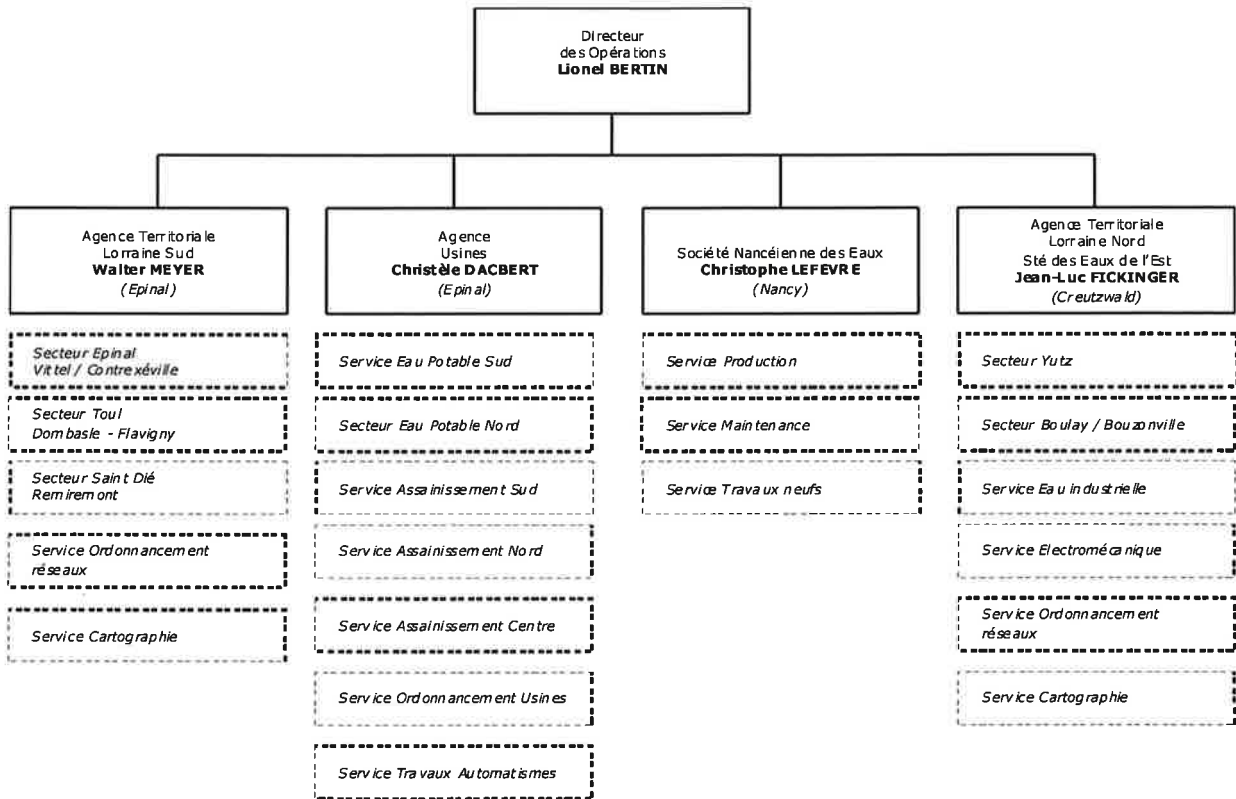 Directeur
des Opérations
Lionel BERTIN
Agence Territoriale
Lorraine Sud
Walter MEYER
(Epinal)
Secteur Epinal
Vittel / Contrexéville
Secteur Toul
Dombasle - Flavigny
Secteur Saint Dié
Remiremont
Service Ordonnancement
réseaux
Service Cartographie
Agence
Usines
Christèle DACBERT
(Epinal)
Service Eau Potable Sud
Secteur Eau Potable Nord
Service Assainissement Sud
Service Assainissement Nord
Service Assainissement Centre
Service Ordonnancement Usines
Service Travaux Automatismes
Société Nancéienne des Eaux
Christophe LEFEVRE
(Nancy)
Service Production
Service Maintenance
Service Travaux neufs
Agence Territoriale
Lorraine Nord
Sté des Eaux de l'Est
Jean-Luc FICKINGER
(Creutzwald)
Secteur Yutz
Secteur Boulay / Bouzonville
Service Eau industrielle
Service Electromécanique
Service Ordonnancement
réseaux
Service Cartographie